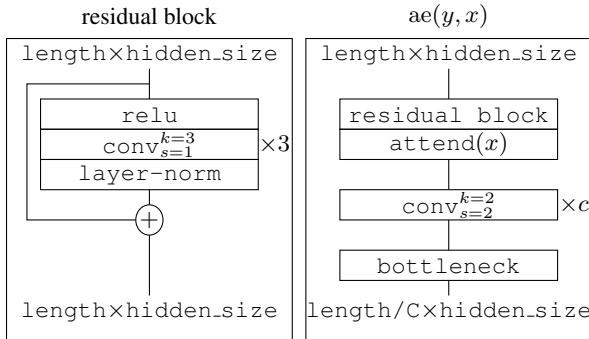 residual block
length×hidden_size
relu
conv^{k=3}_{s=1}
×3
layer-norm
+
length×hidden_size
ae(y, x)
length×hidden_size
residual block
attend(x)
conv^{k=2}_{s=2}
×c
bottleneck
length/C×hidden_size